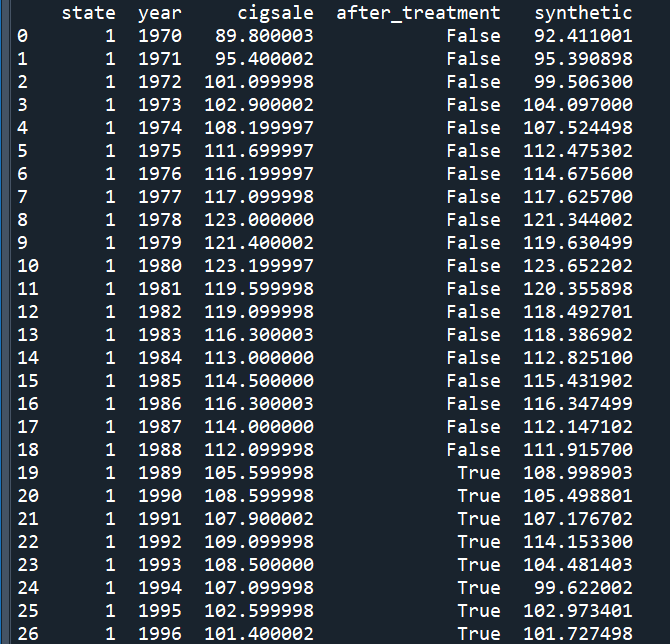 state year cigsale after_treatment synthetic
0 1 1970 89.800003 False 92.411001
1 1 1971 95.400002 False 95.390898
2 1 1972 101.099998 False 99.506300
3 1 1973 102.900002 False 104.097000
4 1 1974 108.199997 False 107.524498
5 1 1975 111.699997 False 112.475302
6 1 1976 116.199997 False 114.675600
7 1 1977 117.099998 False 117.625700
8 1 1978 123.000000 False 121.344002
9 1 1979 121.400002 False 119.630499
10 1 1980 123.199997 False 123.652202
11 1 1981 119.599998 False 120.355898
12 1 1982 119.099998 False 118.492701
13 1 1983 116.300003 False 118.386902
14 1 1984 113.000000 False 112.825100
15 1 1985 114.500000 False 115.431902
16 1 1986 116.300003 False 116.347499
17 1 1987 114.000000 False 112.147102
18 1 1988 112.099998 False 111.915700
19 1 1989 105.599998 True 108.998903
20 1 1990 108.599998 True 105.498801
21 1 1991 107.900002 True 107.176702
22 1 1992 109.099998 True 114.153300
23 1 1993 108.500000 True 104.481403
24 1 1994 107.099998 True 99.622002
25 1 1995 102.599998 True 102.973401
26 1 1996 101.400002 True 101.727498